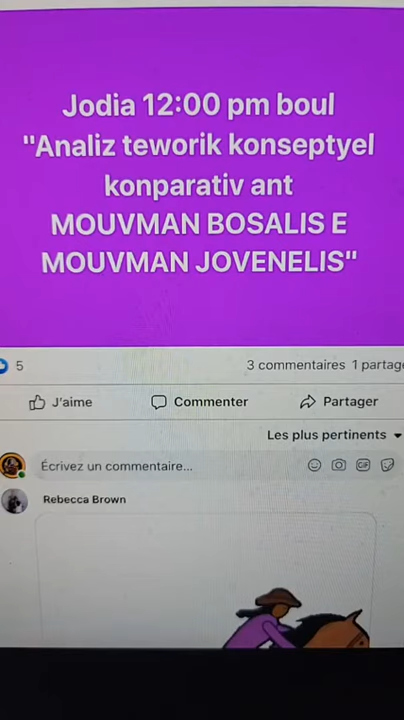 Jodia 12:00 pm boul
"Analiz teworik konseptyel
konparativ ant
MOUVMAN BOSALIS E
MOUVMAN JOVENELIS"
5
3 commentaires 1 partage
J'aime
Commenter
Partager
Les plus pertinents
Écrivez un commentaire...
GIF
Rebecca Brown